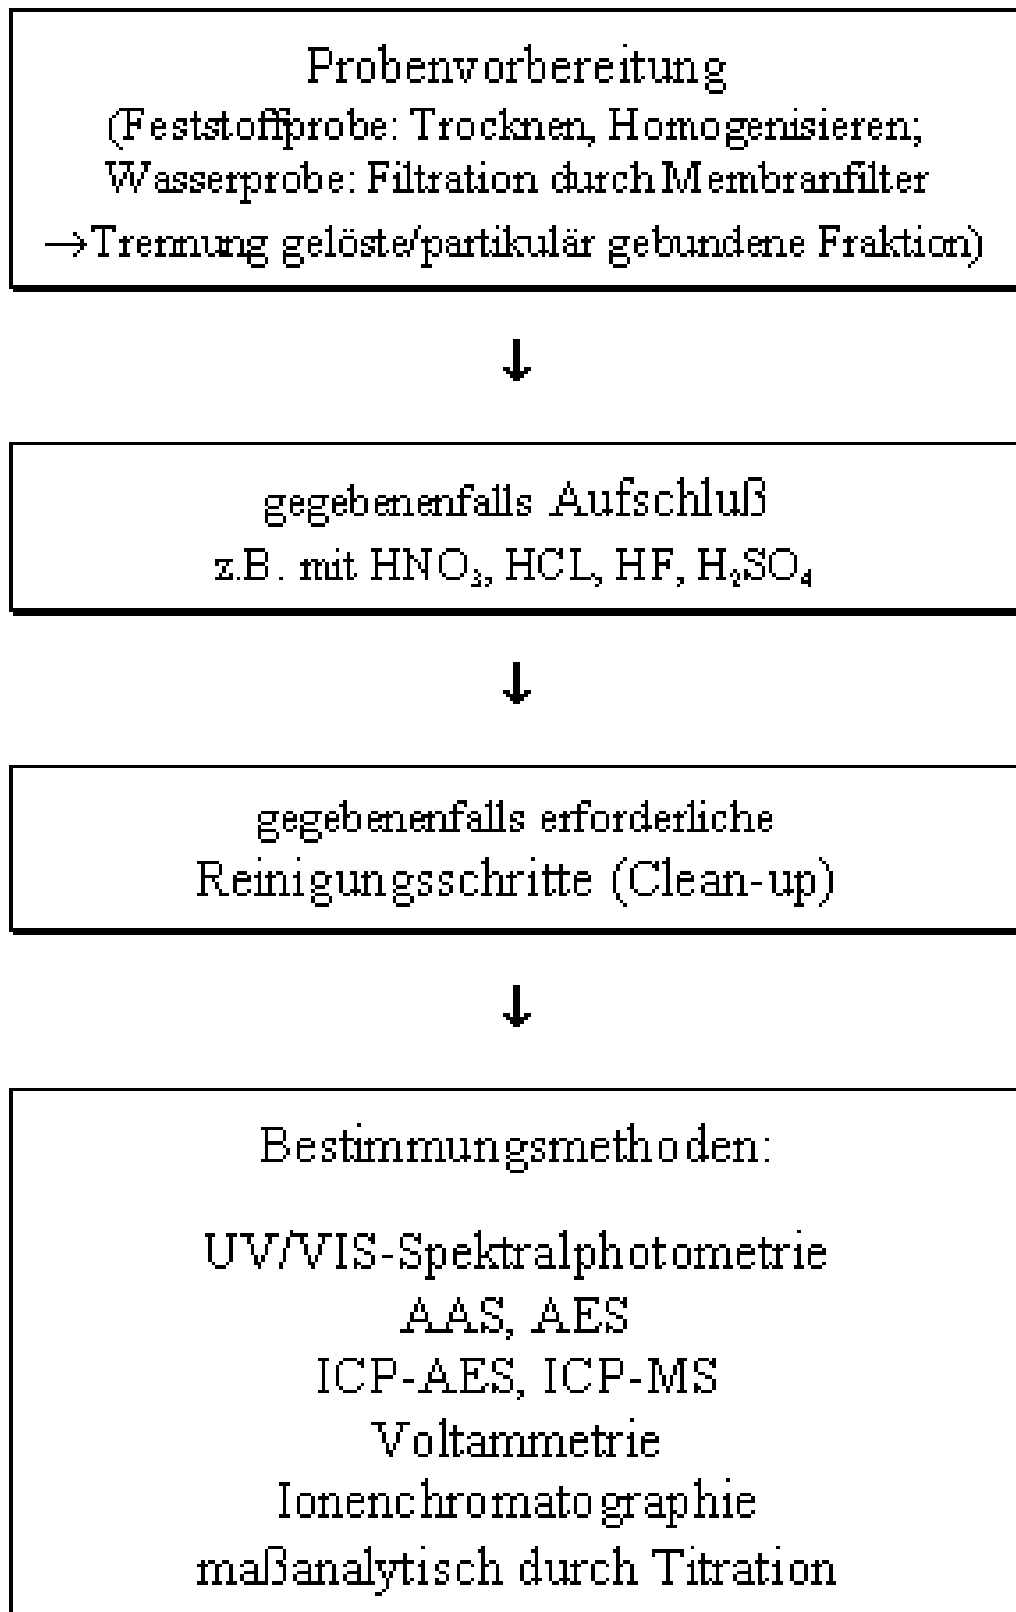 Probenvorbereitung
(Feststoffprobe: Trocknen, Homogenisieren;
Wasserprobe: Filtration durch Membranfilter
→Trennung gelöste/partikulär gebundene Fraktion)
↓
gegebenenfalls Aufschluß
z.B. mit HNO₃, HCL, HF, H₂SO₄
↓
gegebenenfalls erforderliche
Reinigungsschritte (Clean-up)
↓
Bestimmungsmethoden:
UV/VIS-Spektralphotometrie
AAS, AES
ICP-AES, ICP-MS
Voltammetrie
Ionenchromatographie
maßanalytisch durch Titration